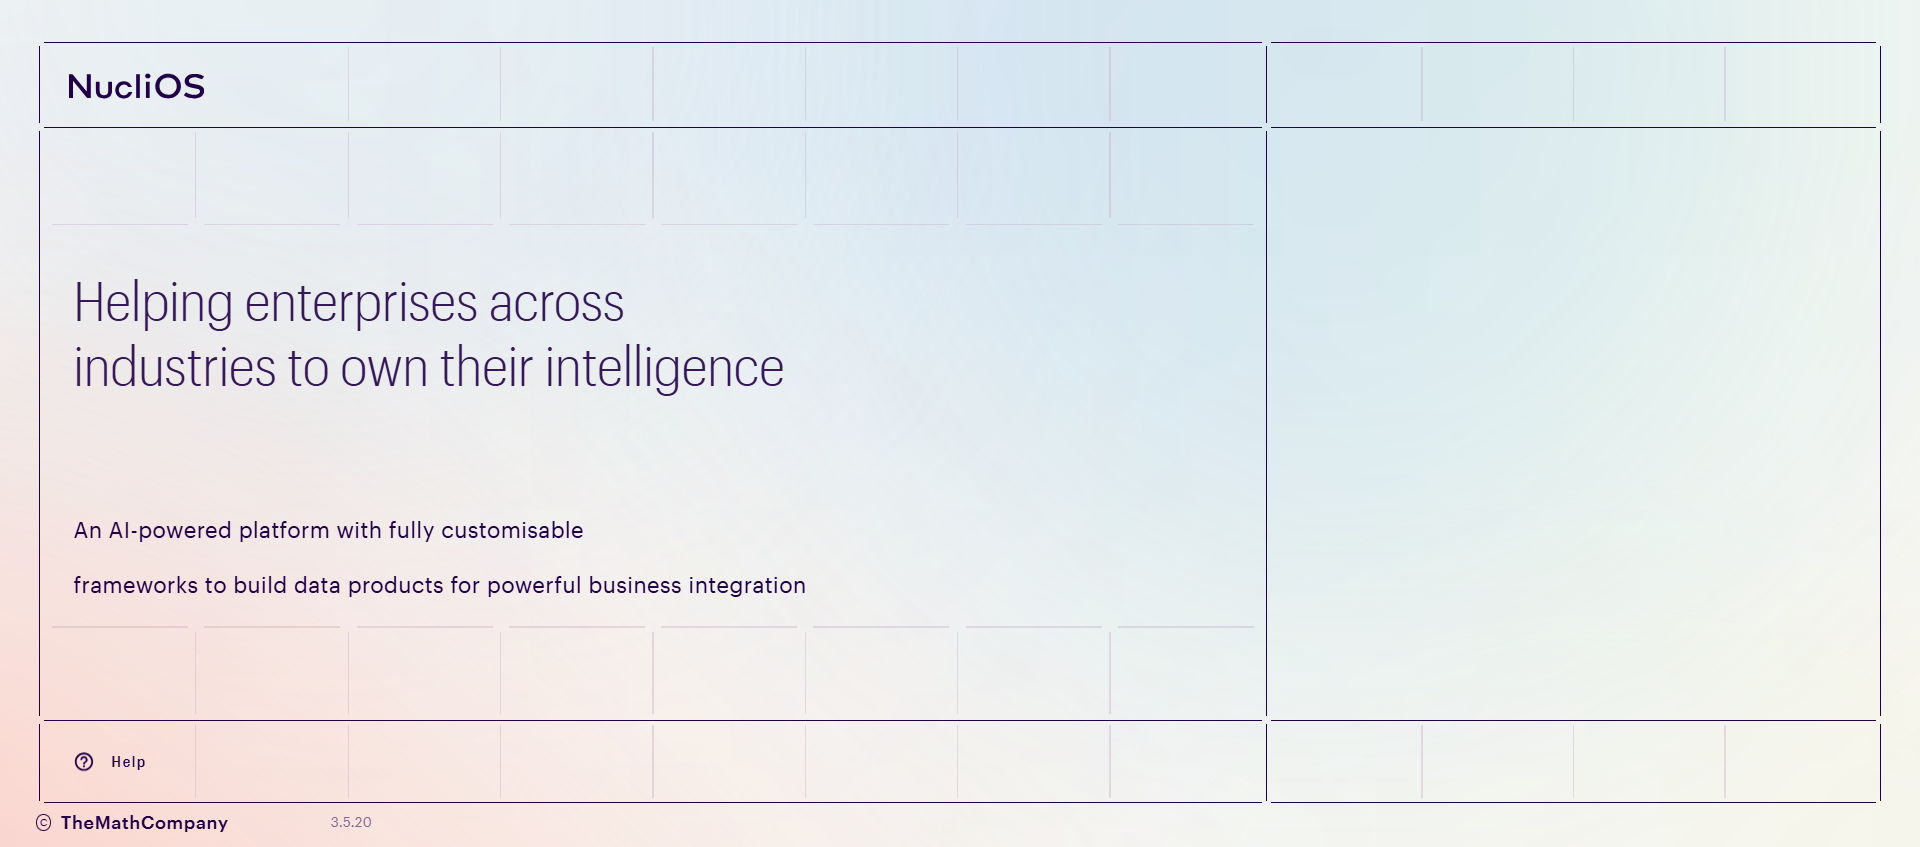 NucliOS
Helping enterprises across
industries to own their intelligence
An AI-powered platform with fully customisable
frameworks to build data products for powerful business integration
Help
© TheMathCompany
3.5.20